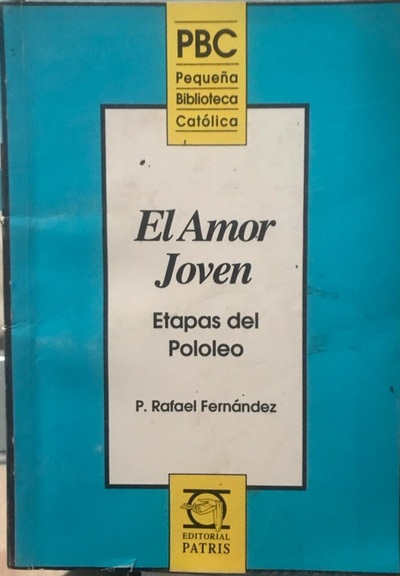 PBC
Pequeña
Biblioteca
Católica
El Amor
Joven
Etapas del
Pololeo
P. Rafael Fernández
EDITORIAL
PATRIS